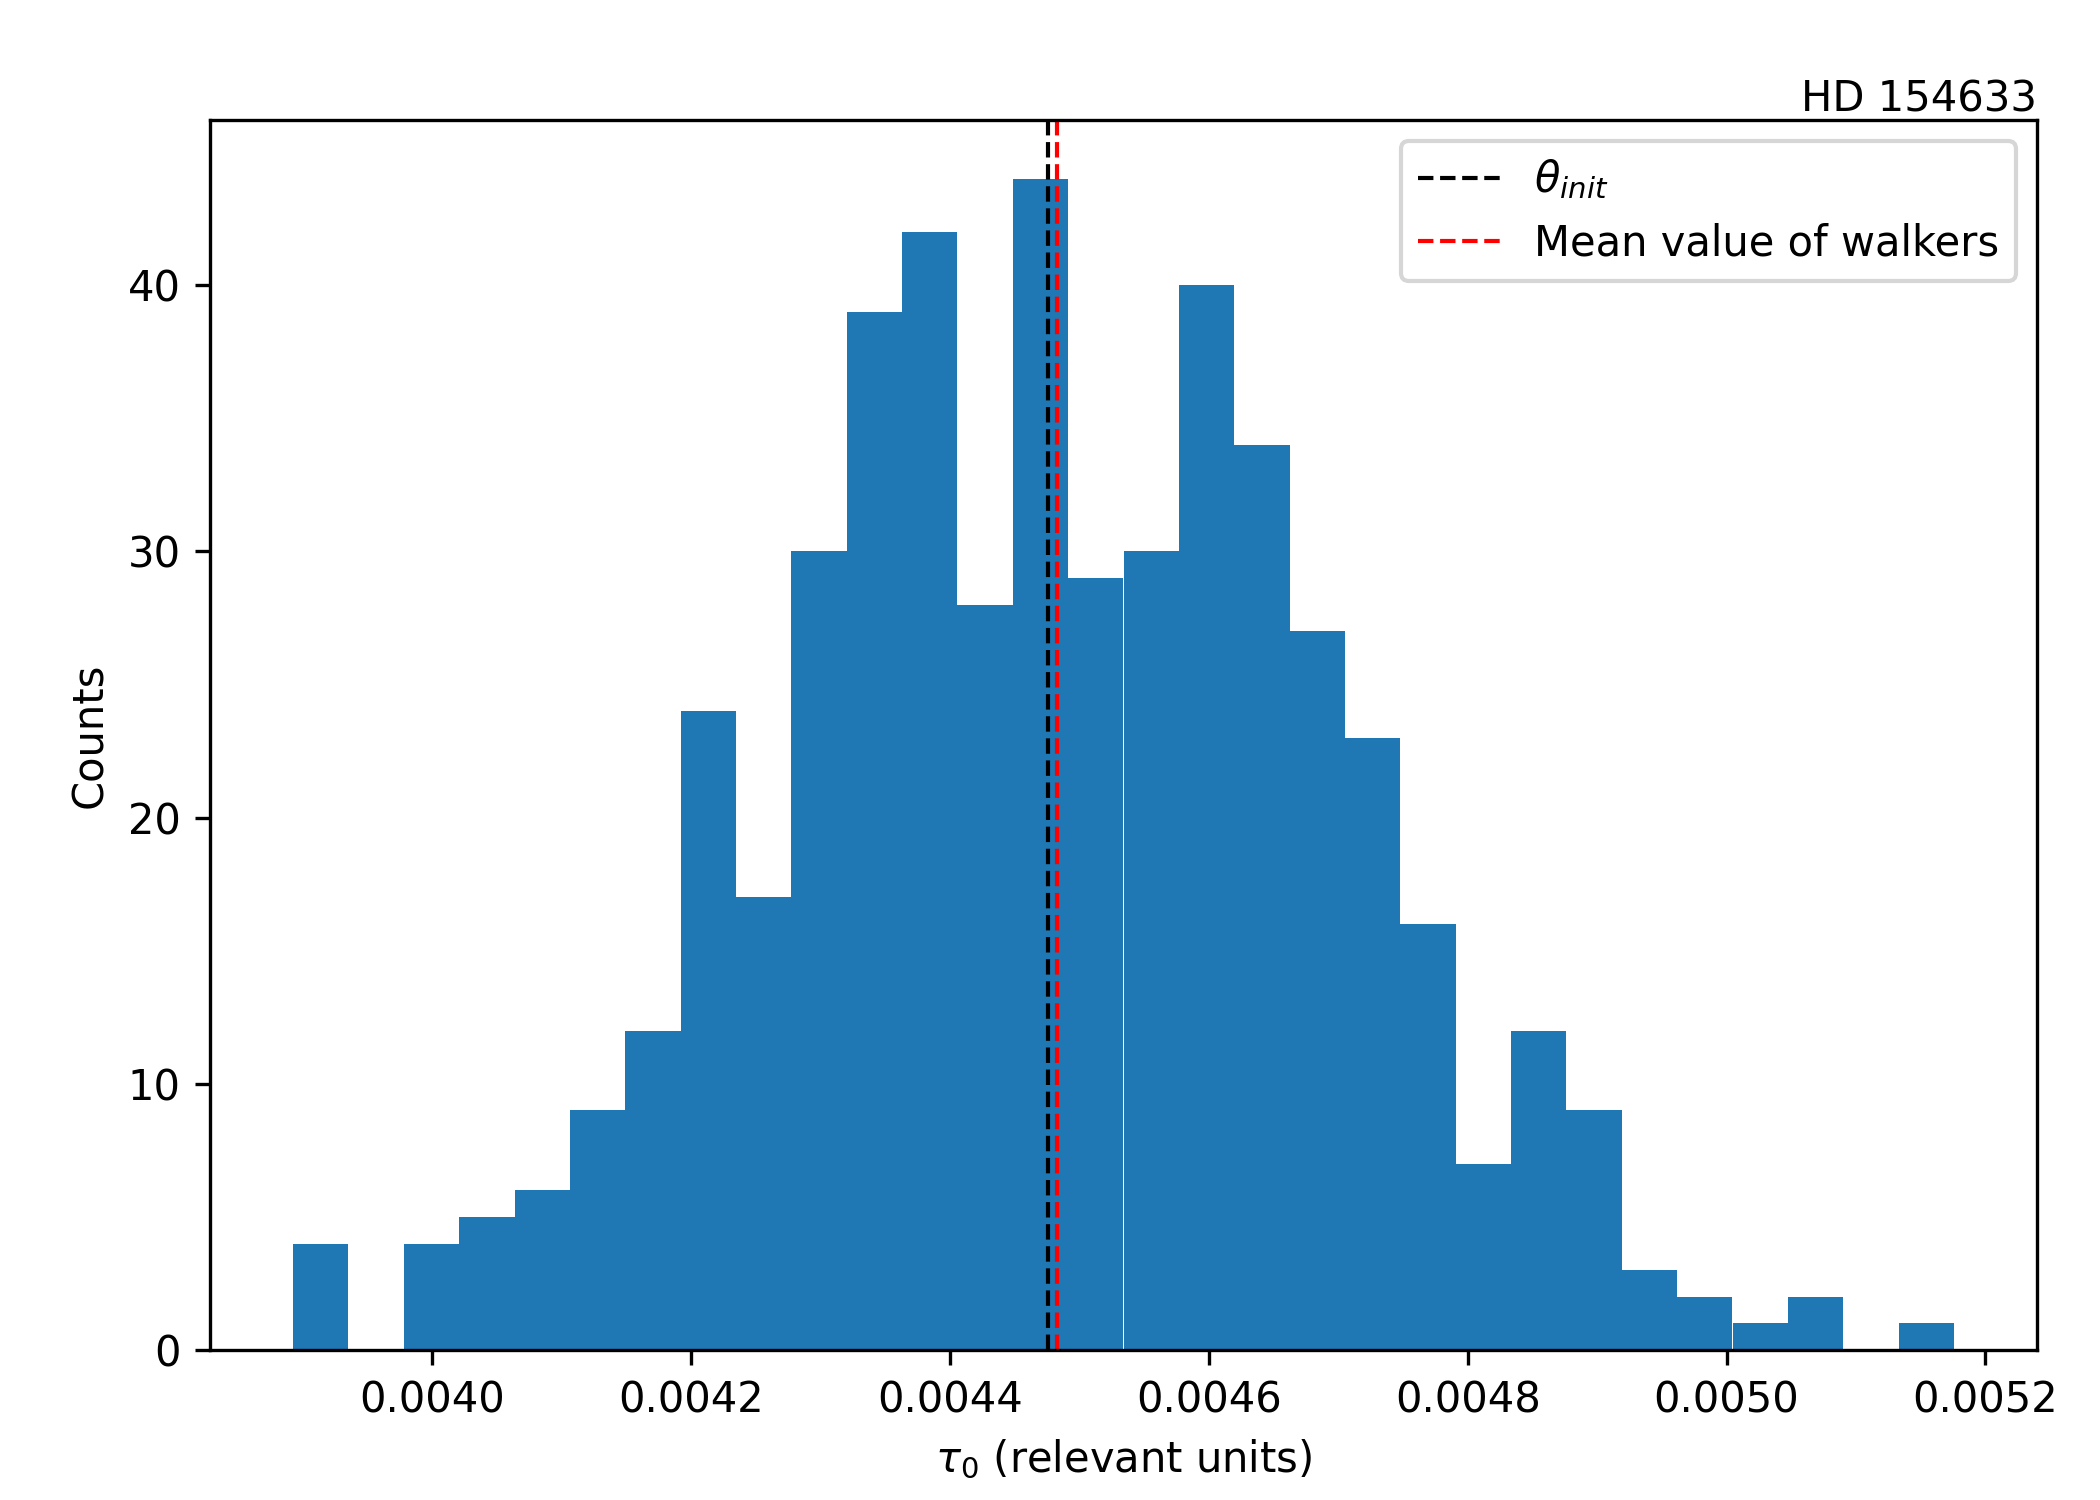 HD 154633
θ_init
Mean value of walkers
40
30
20
10
0
Counts
0.0040 0.0042 0.0044 0.0046 0.0048 0.0050 0.0052
τ₀ (relevant units)